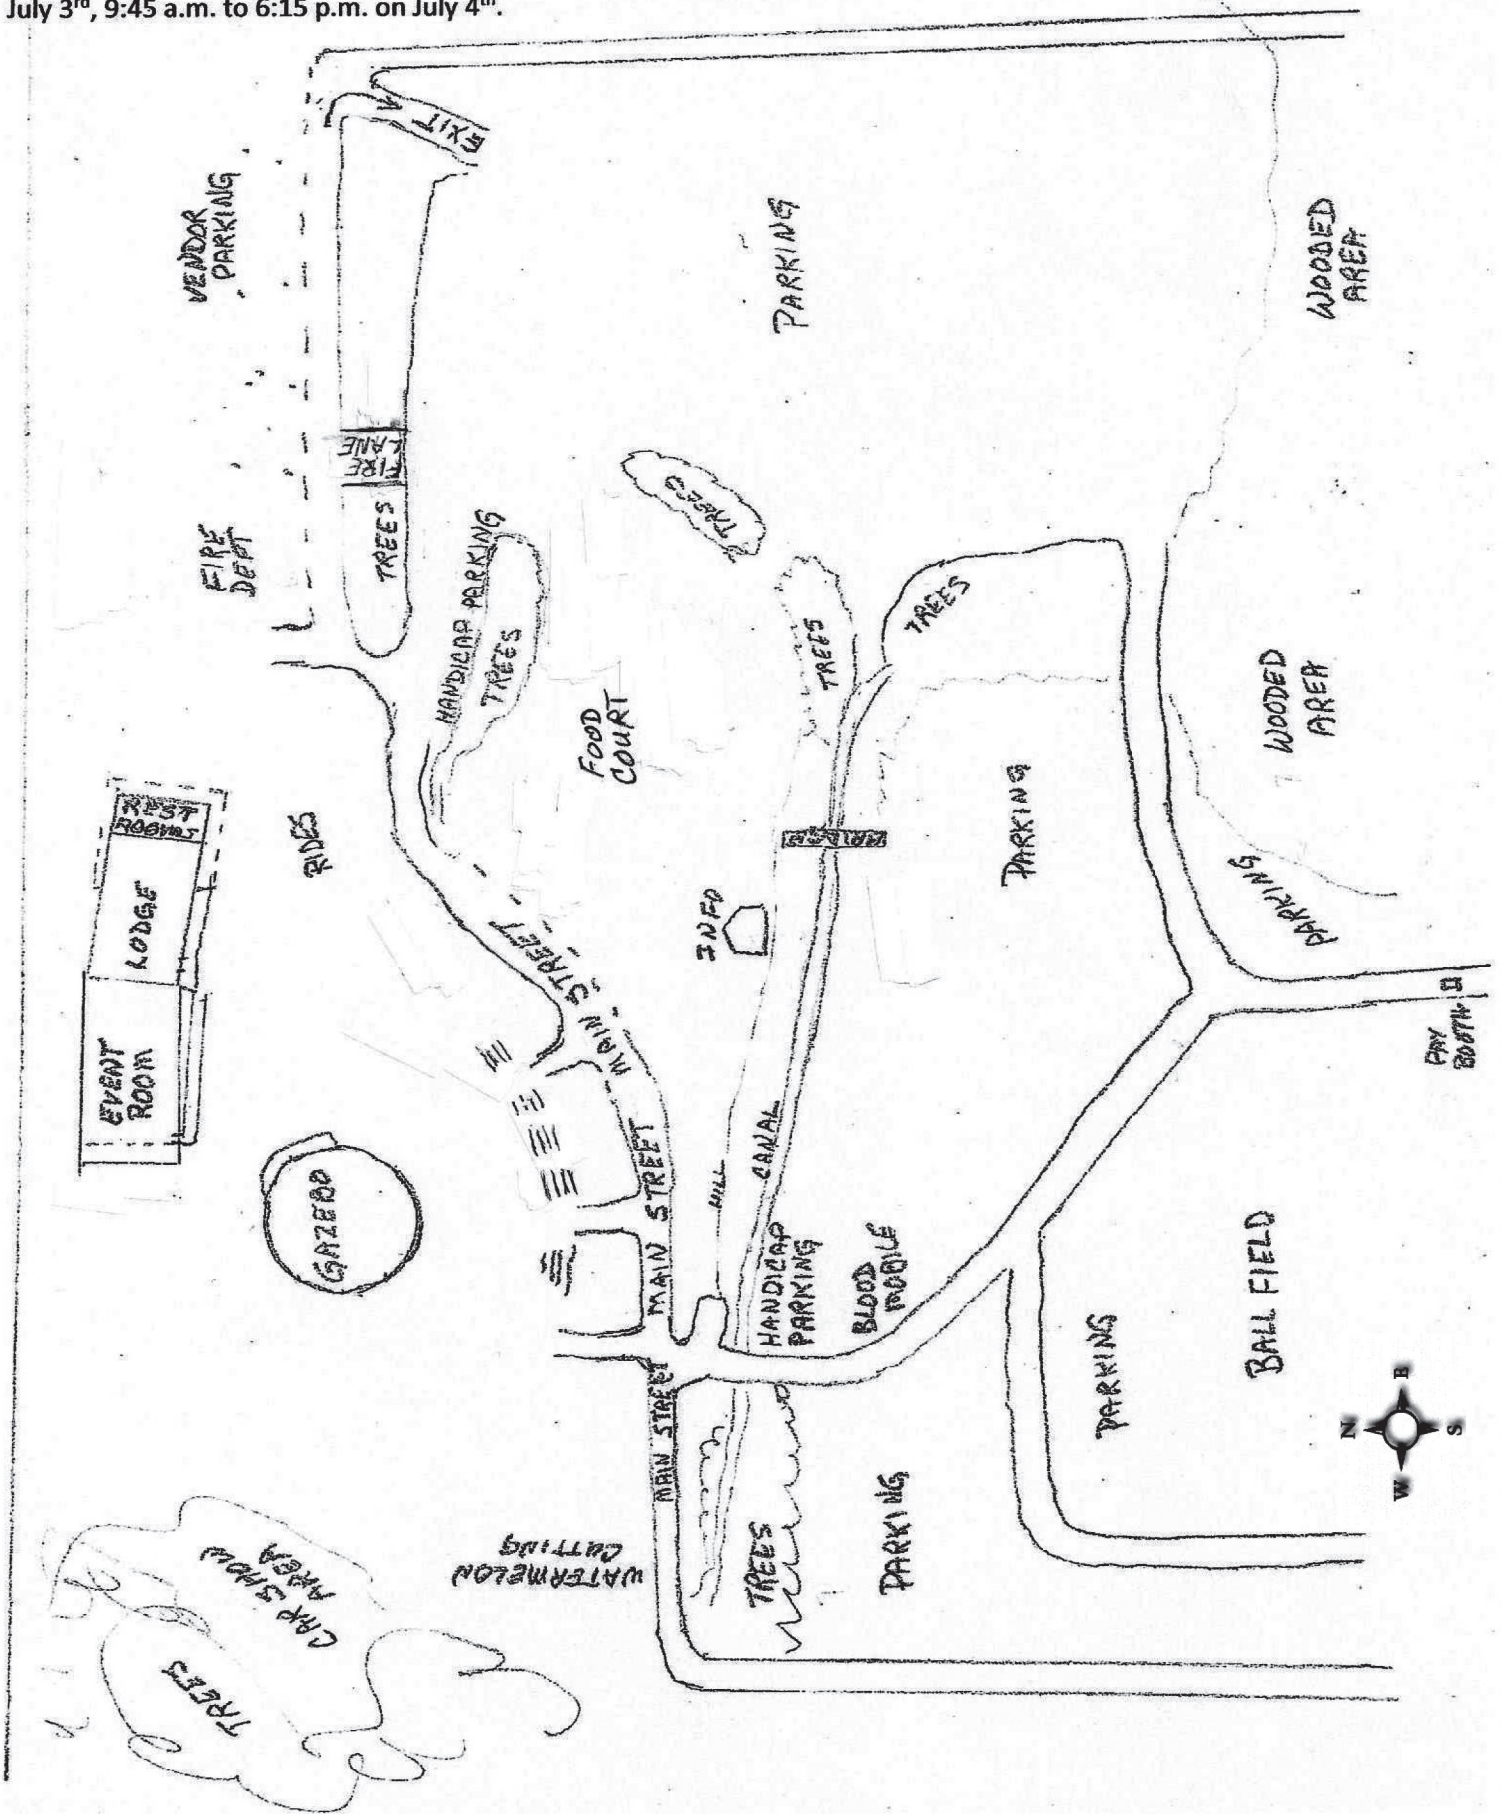 July 3rd, 9:45 a.m. to 6:15 p.m. on July 4th.
EXIT
VENDOR
PARKING
PARKING
WOODED
AREA
FIRE
LANE
TREES
FIRE
DEPT
TREES
HANDICAP PARKING
TREES
TREES
TREES
WOODED
AREA
FOOD
COURT
REST
ROOMS
LODGE
EVENT
ROOM
RIDES
PARKING
PARKING
PARKING
INFO
MAIN STREET
MAIN STREET
MAIN STREET
HILL
CANAL
PAY
BOOTH
GAZEBO
HANDICAP
PARKING
BLOOD
MOBILE
BALL FIELD
PARKING
MAIN STREET
N
E
S
W
WATERMELON
CUTTING
CAR SHOW
AREA
TREES
TREES
PARKING